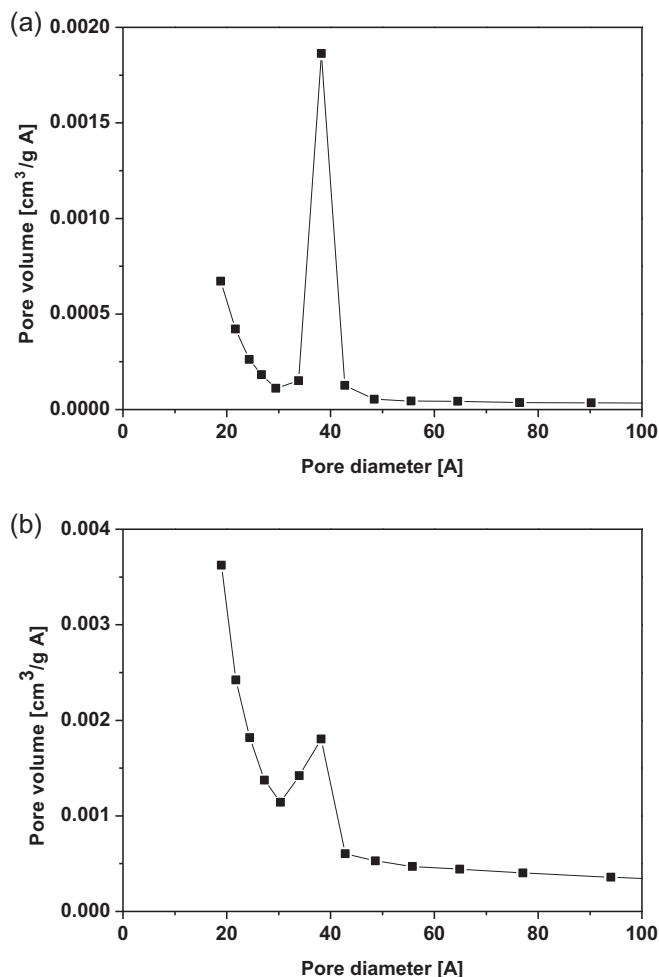 (a)
0.0020
0.0015
0.0010
0.0005
0.0000
Pore volume [cm³/g A]
0 20 40 60 80 100
Pore diameter [A]
(b)
0.004
0.003
0.002
0.001
0.000
Pore volume [cm³/g A]
0 20 40 60 80 100
Pore diameter [A]